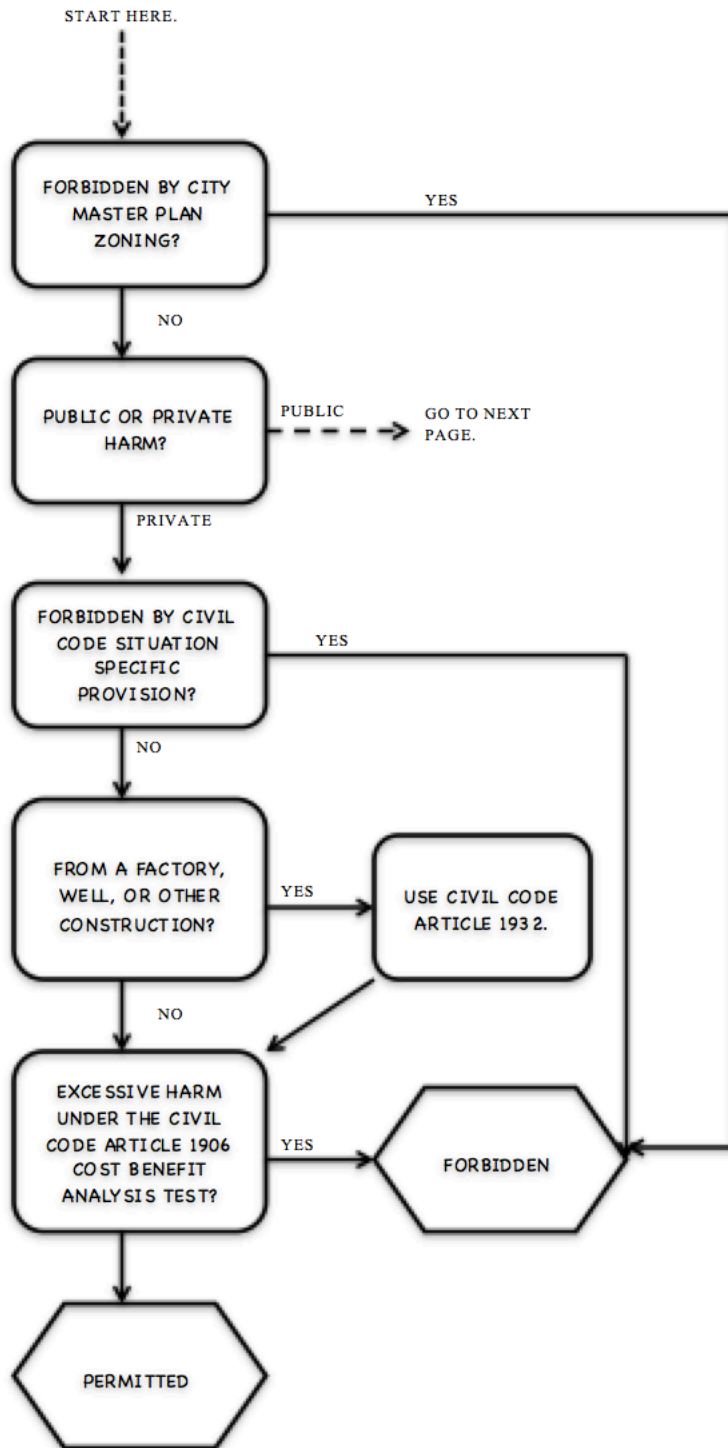 START HERE.
FORBIDDEN BY CITY
MASTER PLAN
ZONING?
YES
NO
PUBLIC OR PRIVATE
HARM?
PUBLIC
GO TO NEXT
PAGE.
PRIVATE
FORBIDDEN BY CIVIL
CODE SITUATION
SPECIFIC
PROVISION?
YES
NO
FROM A FACTORY,
WELL, OR OTHER
CONSTRUCTION?
YES
USE CIVIL CODE
ARTICLE 1932.
NO
EXCESSIVE HARM
UNDER THE CIVIL
CODE ARTICLE 1906
COST BENEFIT
ANALYSIS TEST?
YES
FORBIDDEN
PERMITTED